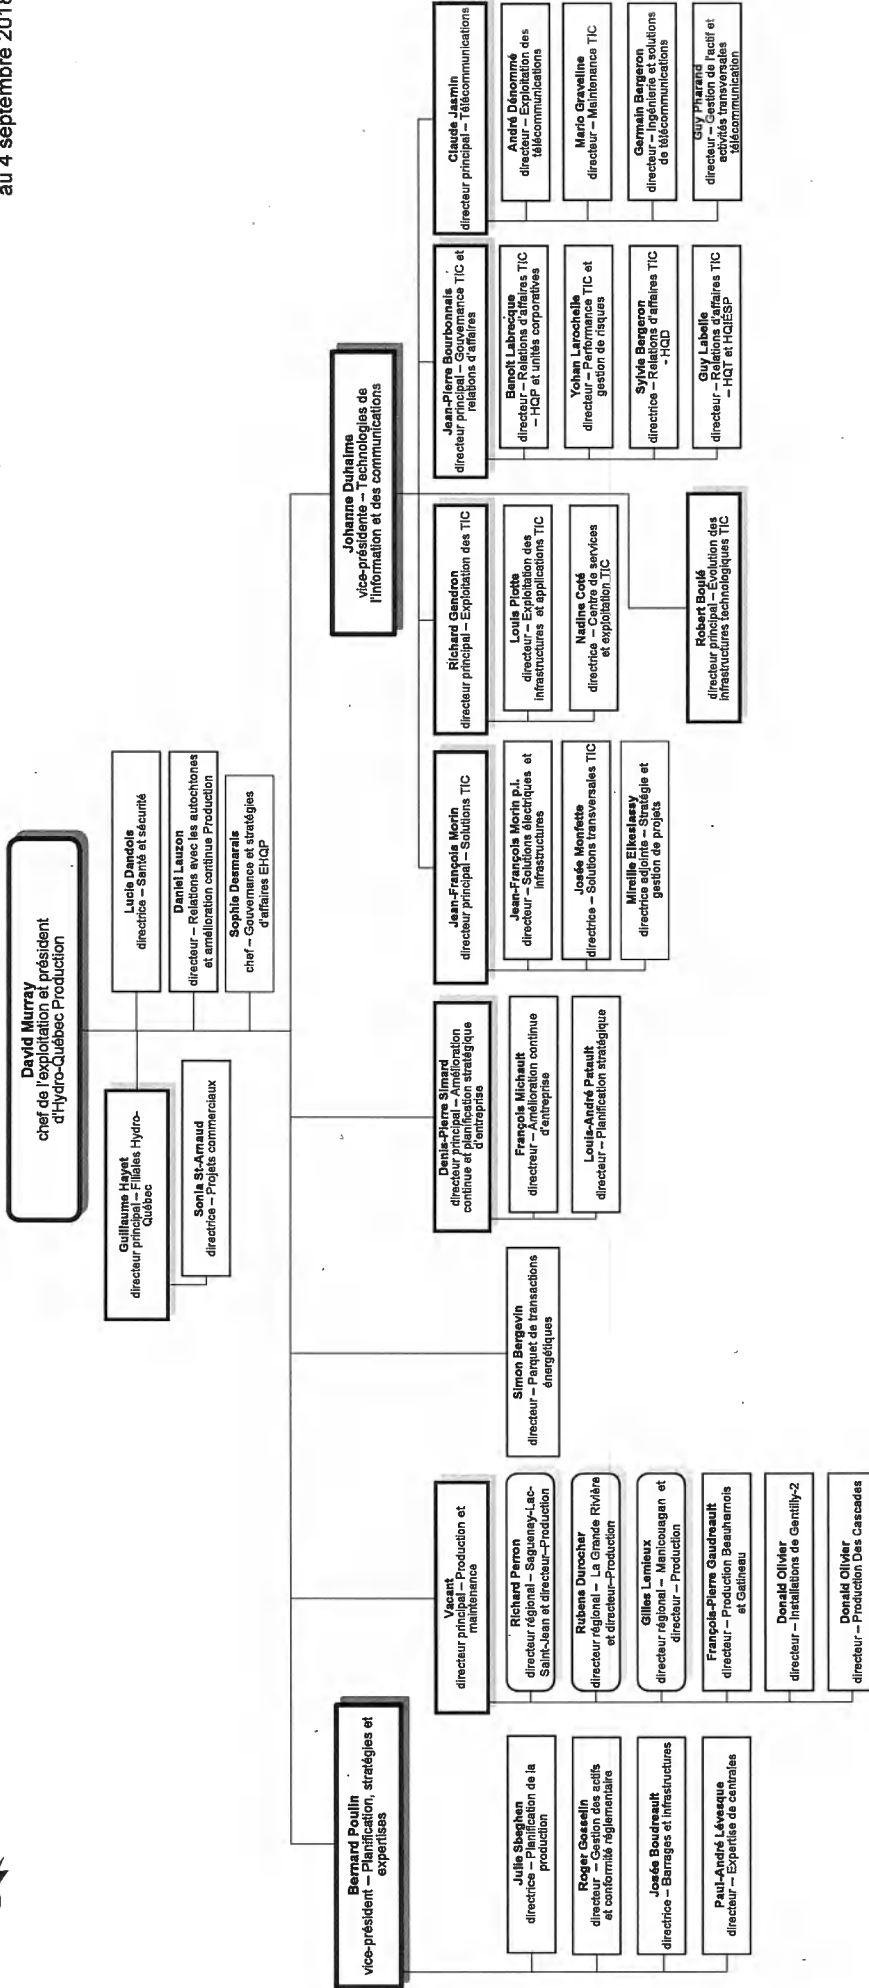 au 4 septembre 2018
David Murray
chef de l'exploitation et président
d'Hydro-Québec Production
Guillaume Hayet
directeur principal – Filiales Hydro-
Québec
Sonia St-Arnaud
directrice – Projets commerciaux
Lucie Dandois
directrice – Santé et sécurité
Daniel Lauzon
directeur – Relations avec les autochtones
et amélioration continue Production
Sophie Desmarais
chef – Gouvernance et stratégies
d'affaires EHQP
Bernard Poulin
vice-président – Planification, stratégies et
expertises
Julie Sbeghen
directrice – Planification de la
production
Roger Gosselin
directeur – Gestion des actifs
et conformité réglementaire
Josée Boudreault
directrice – Barrages et infrastructures
Paul-André Lévesque
directeur – Expertise de centrales
Vacant
directeur principal – Production et
maintenance
Richard Perron
directeur régional – Saguenay-Lac-
Saint-Jean et directeur–Production
Rubens Durocher
directeur régional – La Grande Rivière
et directeur–Production
Gilles Lemieux
directeur régional – Manicouagan et
directeur – Production
François-Pierre Gaudreault
directeur – Production Beauharnois
et Gatineau
Donald Olivier
directeur – Installations de Gentilly-2
Donald Olivier
directeur – Production Des Cascades
Simon Bergevin
directeur – Parquet de transactions
énergétiques
Denis-Pierre Simard
directeur principal – Amélioration
continue et planification stratégique
d'entreprise
François Michault
directreur – Amélioration continue
d'entreprise
Louis-André Patault
directeur – Planification stratégique
Johanne Duhaime
vice-présidente – Technologies de
l'information et des communications
Jean-François Morin
directeur principal – Solutions TIC
Jean-François Morin p.i.
directeur – Solutions électriques et
infrastructures
Josée Monfette
directrice – Solutions transversales TIC
Mireille Elkeslassy
directrice adjointe – Stratégie et
gestion de projets
Richard Gendron
directeur principal – Exploitation des TIC
Louis Piotte
directeur – Exploitation des
infrastructures et applications TIC
Nadine Coté
directrice – Centre de services
et exploitation TIC
Robert Boulé
directeur principal – Évolution des
infrastructures technologiques TIC
Jean-Pierre Bourbonnais
directeur principal – Gouvernance TIC et
relations d'affaires
Benoît Labrecque
directeur – Relations d'affaires TIC
– HQP et unités corporatives
Yohan Larochelle
directeur – Performance TIC et
gestion de risques
Sylvie Bergeron
directrice – Relations d'affaires TIC
- HQD
Guy Labelle
directeur – Relations d'affaires TIC
– HQT et HQIÉSP
Claude Jasmin
directeur principal – Télécommunications
André Dénommé
directeur – Exploitation des
télécommunications
Mario Graveline
directeur – Maintenance TIC
Germain Bergeron
directeur – Ingénierie et solutions
de télécommunications
Guy Pharand
directeur – Gestion de l'actif et
activités transversales
télécommunication